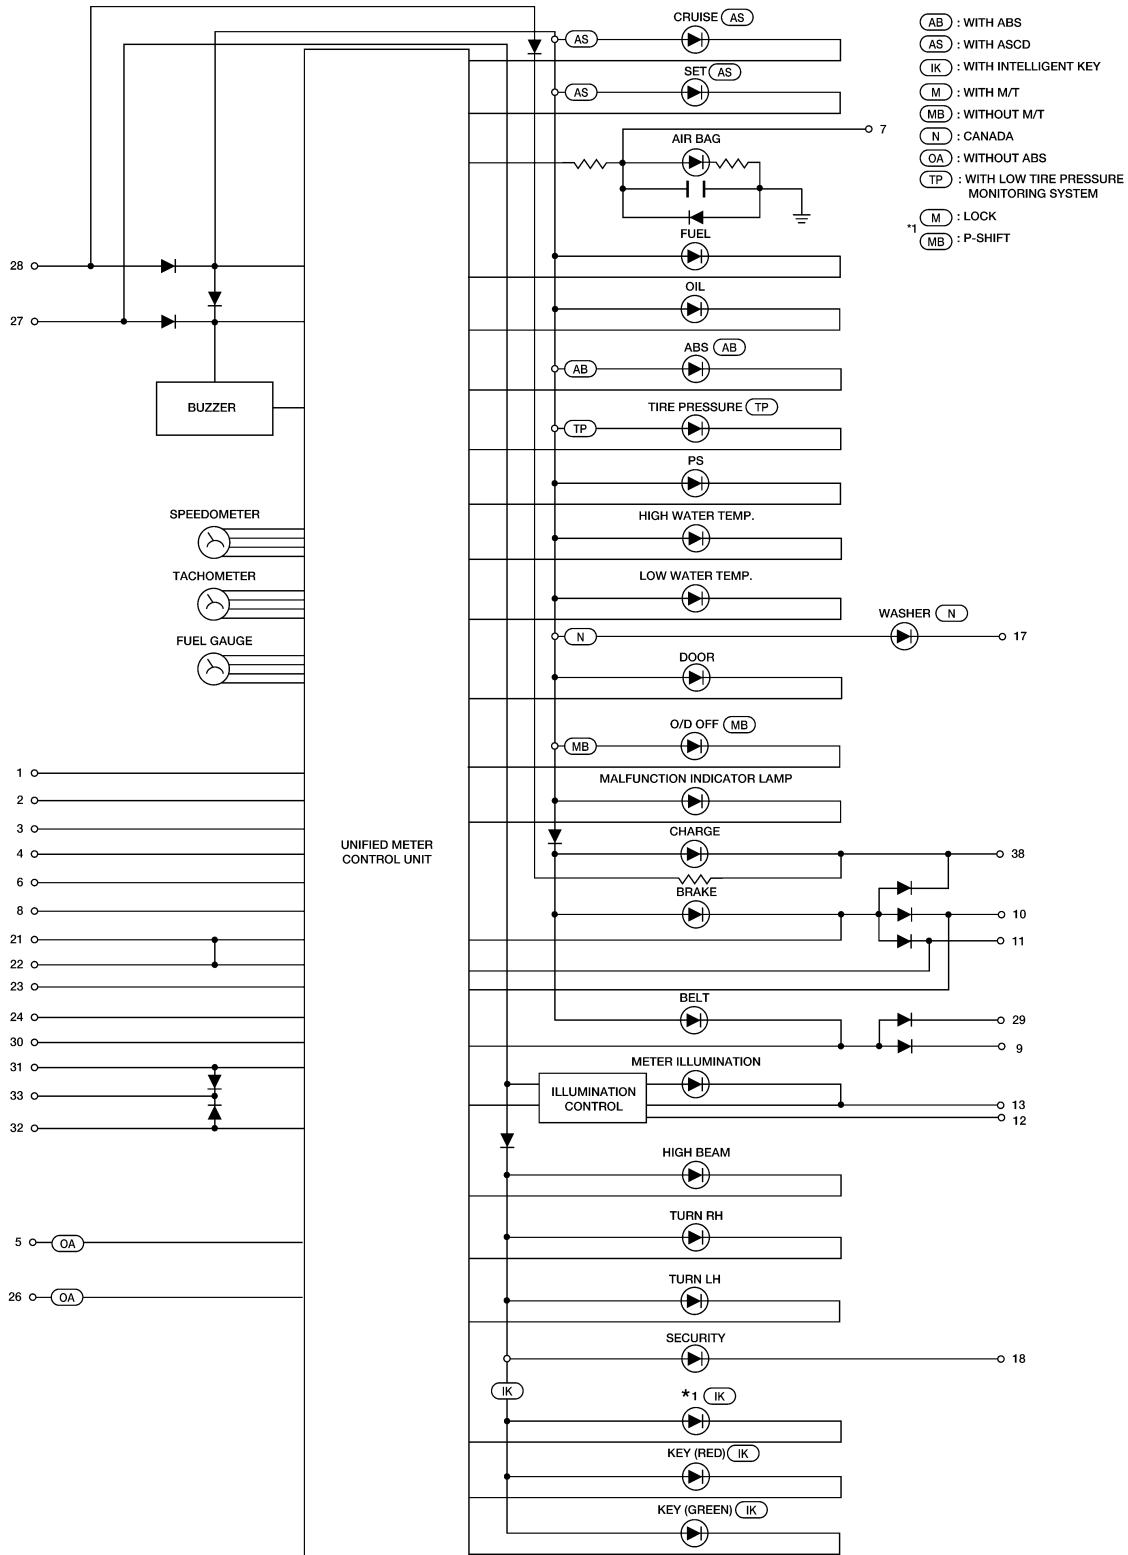 CRUISE AS
AS
SET AS
AS
AB : WITH ABS
AS : WITH ASCD
IK : WITH INTELLIGENT KEY
M : WITH M/T
MB : WITHOUT M/T
N : CANADA
OA : WITHOUT ABS
TP : WITH LOW TIRE PRESSURE
MONITORING SYSTEM
*1
M : LOCK
MB : P-SHIFT
7
AIR BAG
FUEL
28
OIL
27
ABS AB
AB
BUZZER
TIRE PRESSURE TP
TP
PS
SPEEDOMETER
HIGH WATER TEMP.
TACHOMETER
LOW WATER TEMP.
FUEL GAUGE
WASHER N
N
17
DOOR
O/D OFF MB
MB
1
MALFUNCTION INDICATOR LAMP
2
3
CHARGE
UNIFIED METER
CONTROL UNIT
4
38
6
BRAKE
8
10
21
11
22
23
BELT
24
29
30
9
31
METER ILLUMINATION
33
ILLUMINATION
CONTROL
13
12
32
HIGH BEAM
TURN RH
5 OA
TURN LH
26 OA
SECURITY
18
IK
*1 IK
KEY (RED) IK
KEY (GREEN) IK